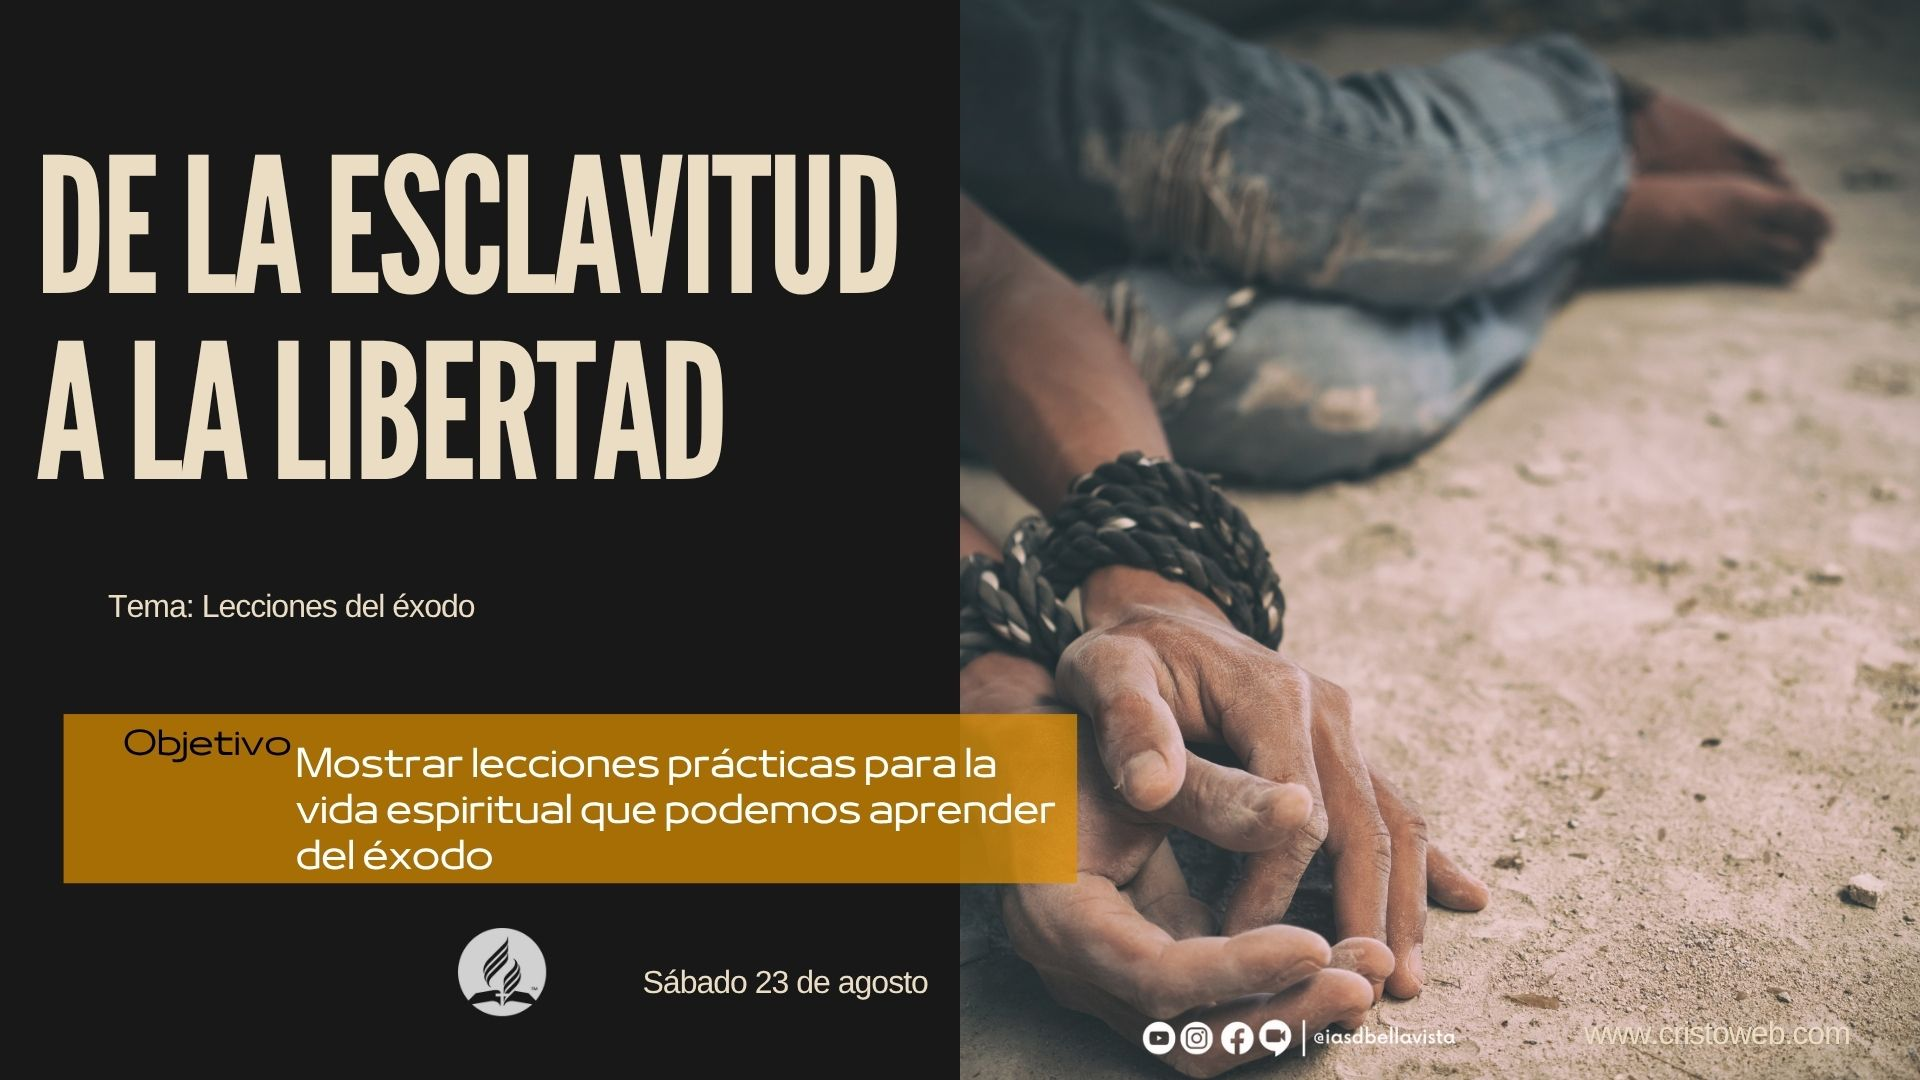 DE LA ESCLAVITUD
A LA LIBERTAD
Tema: Lecciones del éxodo
Objetivo
Mostrar lecciones prácticas para la
vida espiritual que podemos aprender
del éxodo
Sábado 23 de agosto
@iasdbellavista
www.cristoweb.com